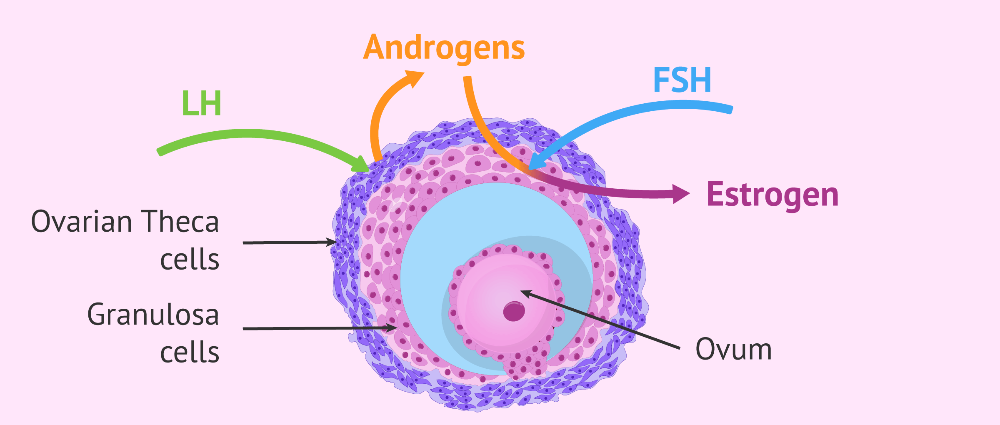 Androgens
FSH
LH
Estrogen
Ovarian Theca
cells
Granulosa
cells
Ovum